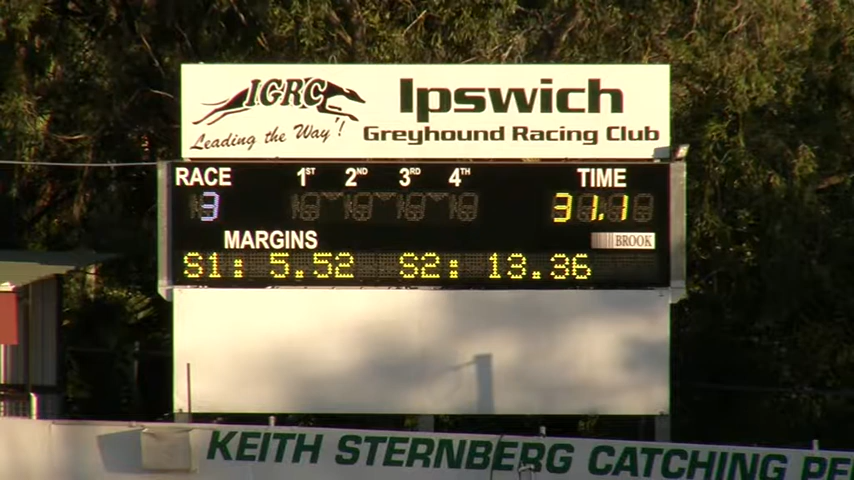 IGRC
Leading the Way'!
Ipswich
Greyhound Racing Club
RACE 1ST 2ND 3RD 4TH TIME
3 31.1
MARGINS BROOK
S1: 5.52 S2: 13.36
KEITH STERNBERG CATCHING PE